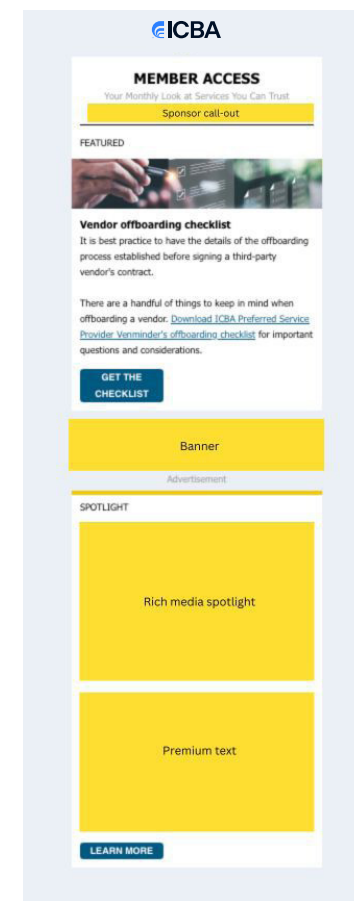 ICBA
MEMBER ACCESS
Your Monthly Look at Services You Can Trust
Sponsor call-out
FEATURED
Vendor offboarding checklist
It is best practice to have the details of the offboarding
process established before signing a third-party
vendor's contract.
There are a handful of things to keep in mind when
offboarding a vendor. Download ICBA Preferred Service
Provider Venminder's offboarding checklist for important
questions and considerations.
GET THE
CHECKLIST
Banner
Advertisement
SPOTLIGHT
Rich media spotlight
Premium text
LEARN MORE